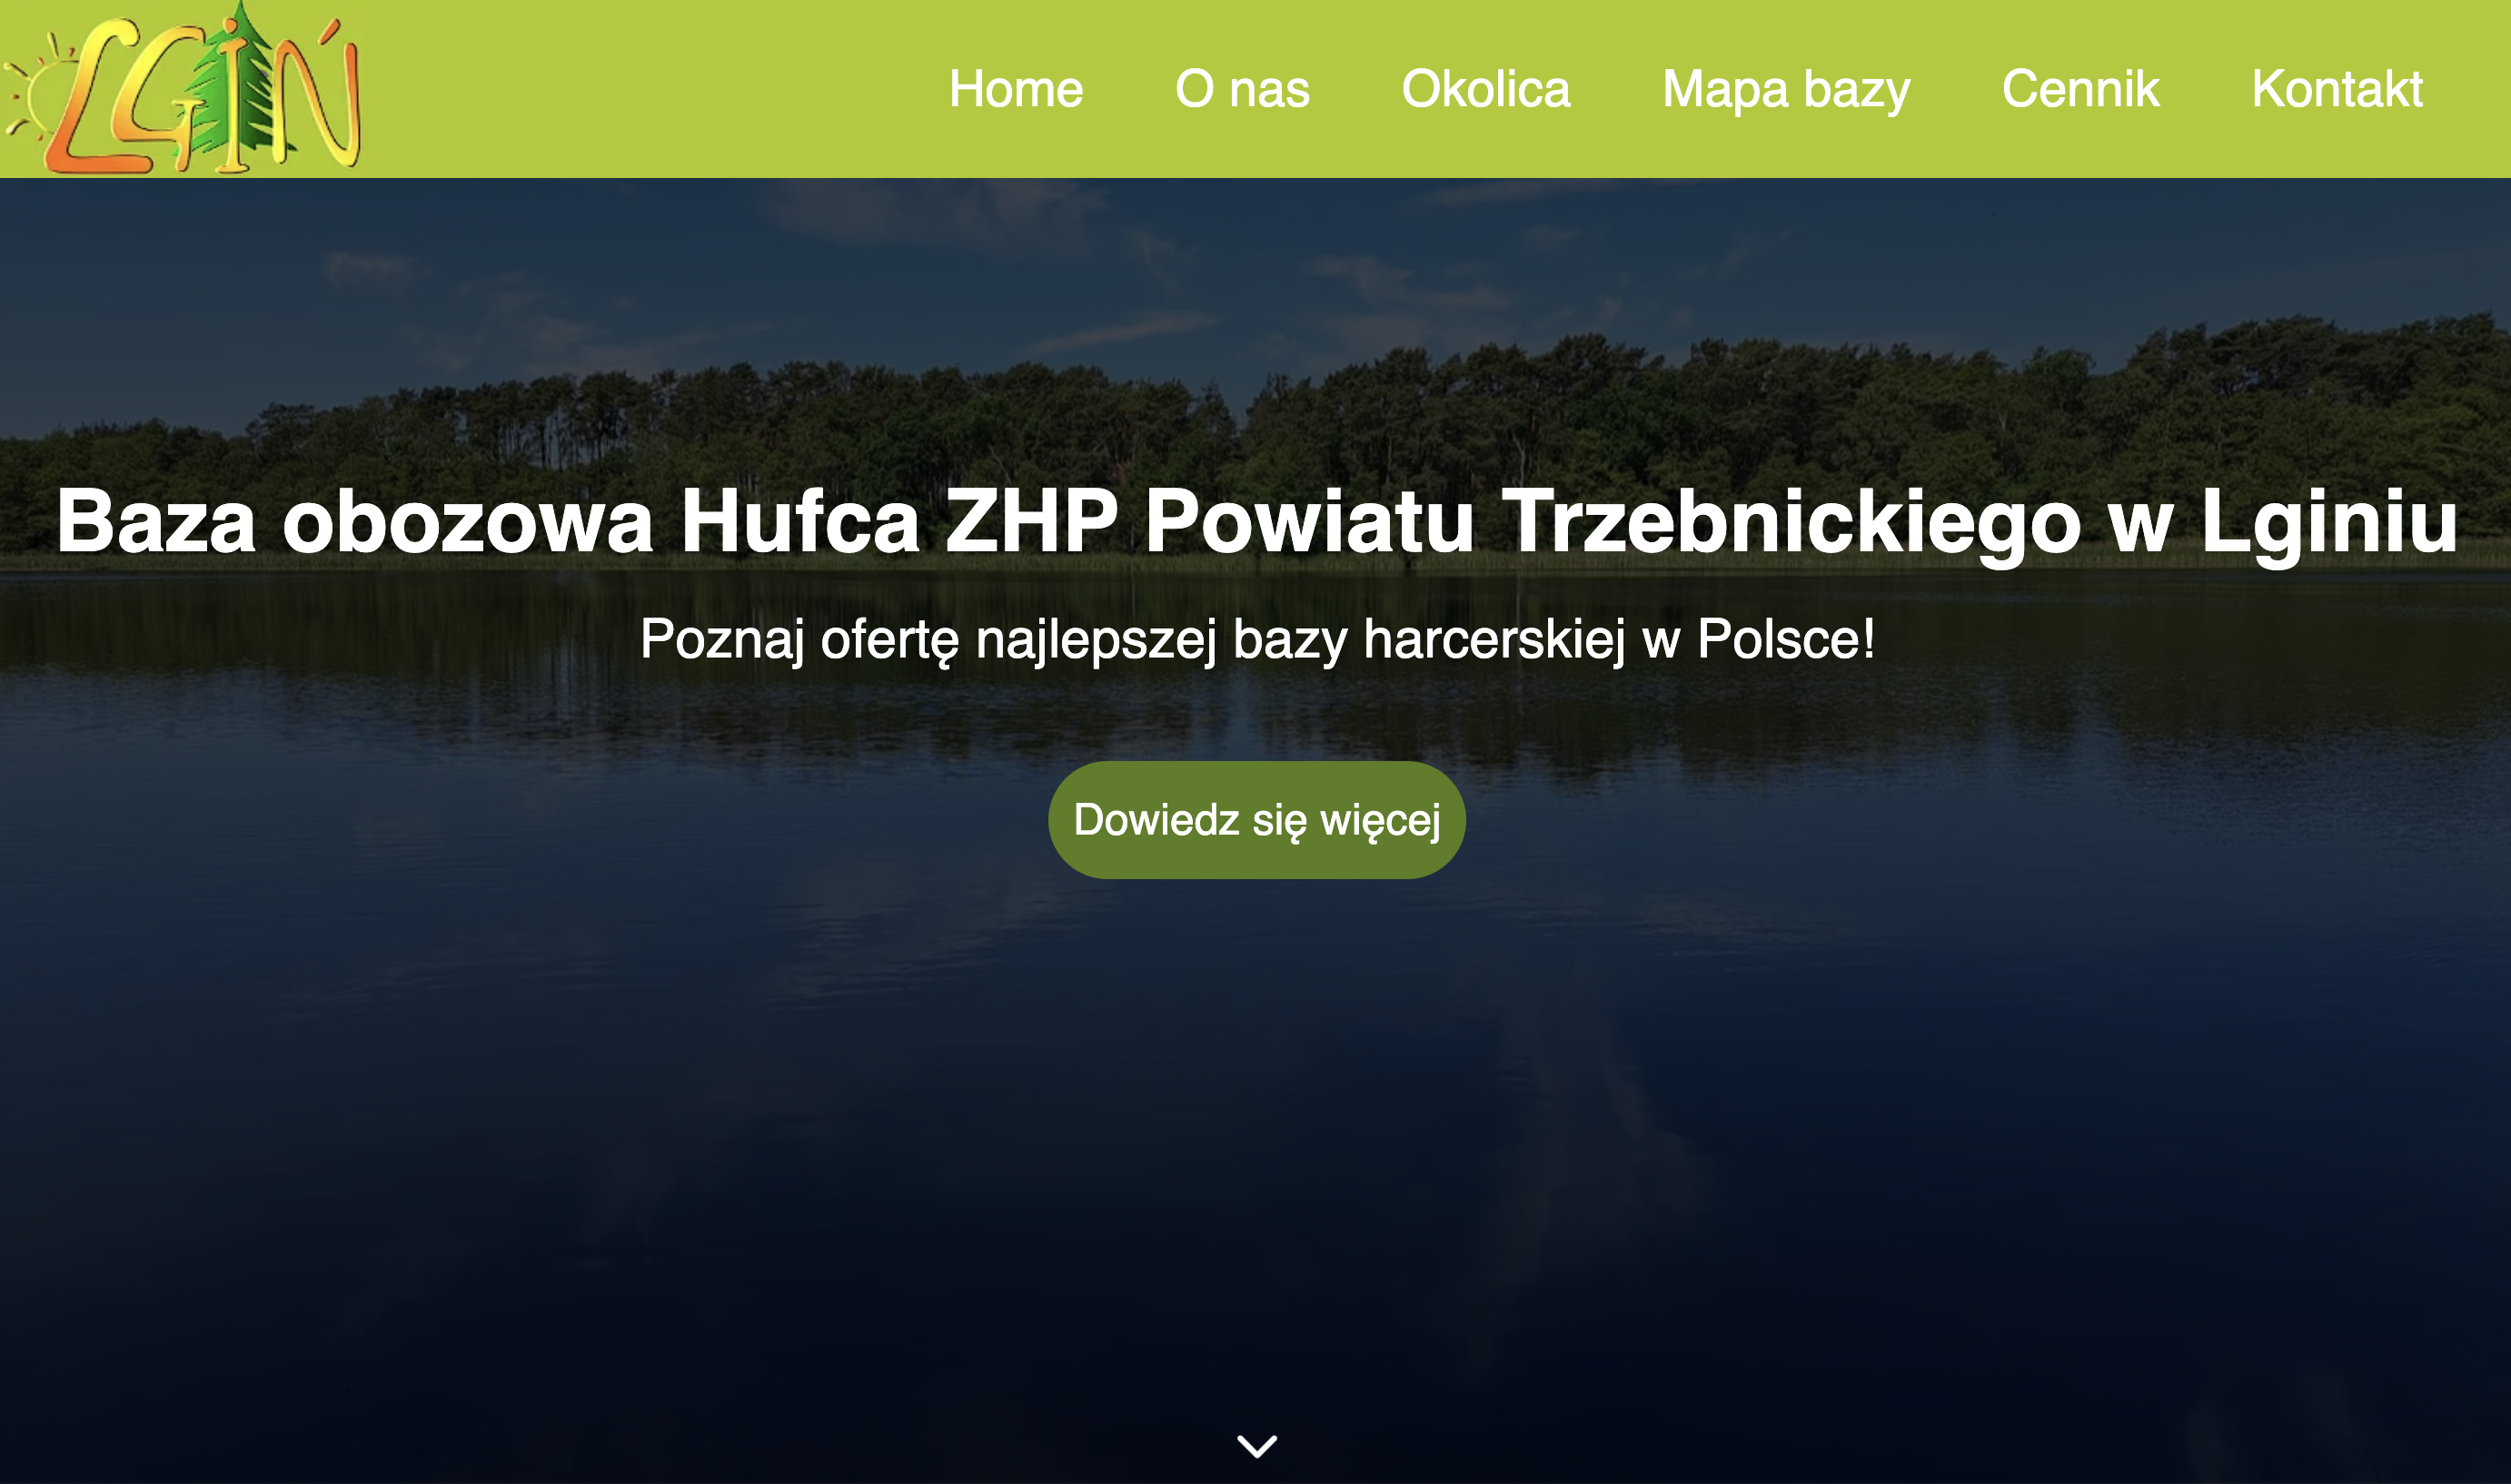 LGIŃ
Home O nas Okolica Mapa bazy Cennik Kontakt
Baza obozowa Hufca ZHP Powiatu Trzebnickiego w Lginiu
Poznaj ofertę najlepszej bazy harcerskiej w Polsce!
Dowiedz się więcej